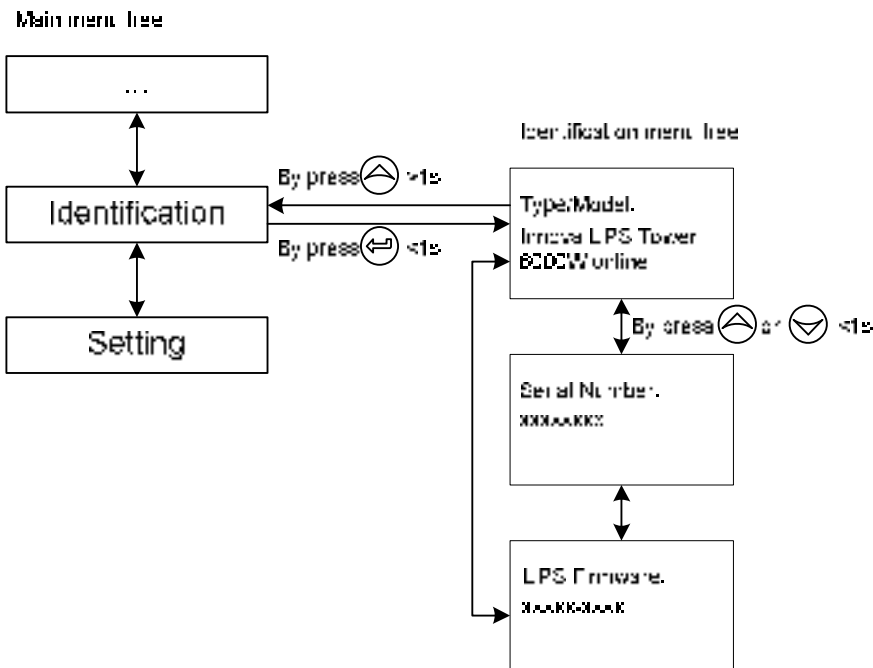 Main menu tree
...
Identification
Setting
By press >1s
By press <1s
Identification menu tree
Type/Model:
Innova UPS Tower
6000W online
By press or <1s
Serial Number:
UPS Firmware: